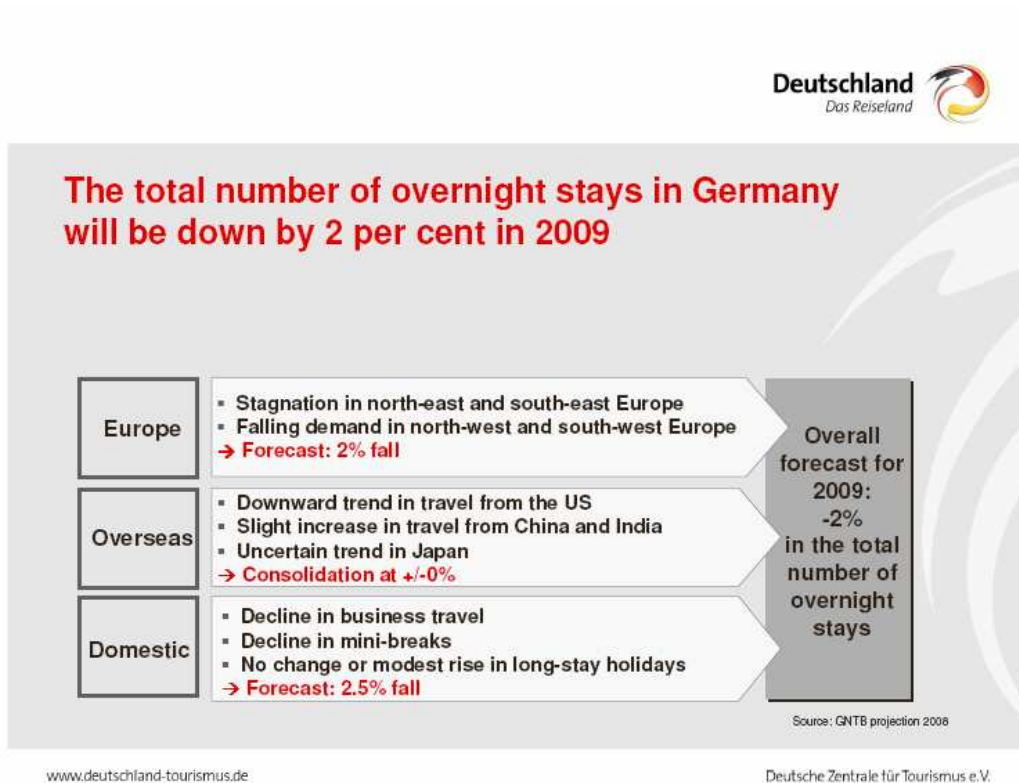 Deutschland
Das Reiseland
The total number of overnight stays in Germany
will be down by 2 per cent in 2009
Europe
▪ Stagnation in north-east and south-east Europe
▪ Falling demand in north-west and south-west Europe
→ Forecast: 2% fall
Overseas
▪ Downward trend in travel from the US
▪ Slight increase in travel from China and India
▪ Uncertain trend in Japan
→ Consolidation at +/-0%
Domestic
▪ Decline in business travel
▪ Decline in mini-breaks
▪ No change or modest rise in long-stay holidays
→ Forecast: 2.5% fall
Overall
forecast for
2009:
-2%
in the total
number of
overnight
stays
Source: GNTB projection 2008
www.deutschland-tourismus.de
Deutsche Zentrale für Tourismus e.V.